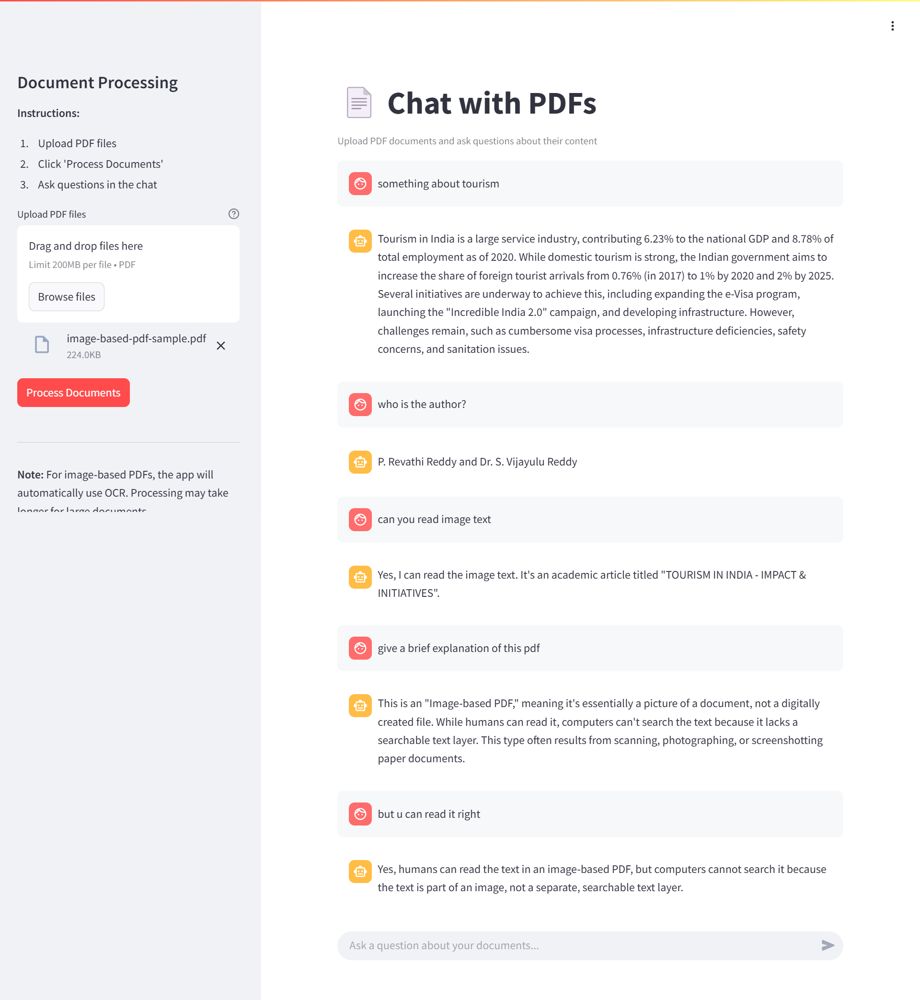 Document Processing
Instructions:
1. Upload PDF files
2. Click 'Process Documents'
3. Ask questions in the chat
Upload PDF files
Drag and drop files here
Limit 200MB per file • PDF
Browse files
image-based-pdf-sample.pdf
224.0KB
Process Documents
Note: For image-based PDFs, the app will
automatically use OCR. Processing may take
longer for large documents
Chat with PDFs
Upload PDF documents and ask questions about their content
something about tourism
Tourism in India is a large service industry, contributing 6.23% to the national GDP and 8.78% of
total employment as of 2020. While domestic tourism is strong, the Indian government aims to
increase the share of foreign tourist arrivals from 0.76% (in 2017) to 1% by 2020 and 2% by 2025.
Several initiatives are underway to achieve this, including expanding the e-Visa program,
launching the "Incredible India 2.0" campaign, and developing infrastructure. However,
challenges remain, such as cumbersome visa processes, infrastructure deficiencies, safety
concerns, and sanitation issues.
who is the author?
P. Revathi Reddy and Dr. S. Vijayulu Reddy
can you read image text
Yes, I can read the image text. It's an academic article titled "TOURISM IN INDIA - IMPACT &
INITIATIVES".
give a brief explanation of this pdf
This is an "Image-based PDF," meaning it's essentially a picture of a document, not a digitally
created file. While humans can read it, computers can't search the text because it lacks a
searchable text layer. This type often results from scanning, photographing, or screenshotting
paper documents.
but u can read it right
Yes, humans can read the text in an image-based PDF, but computers cannot search it because
the text is part of an image, not a separate, searchable text layer.
Ask a question about your documents...